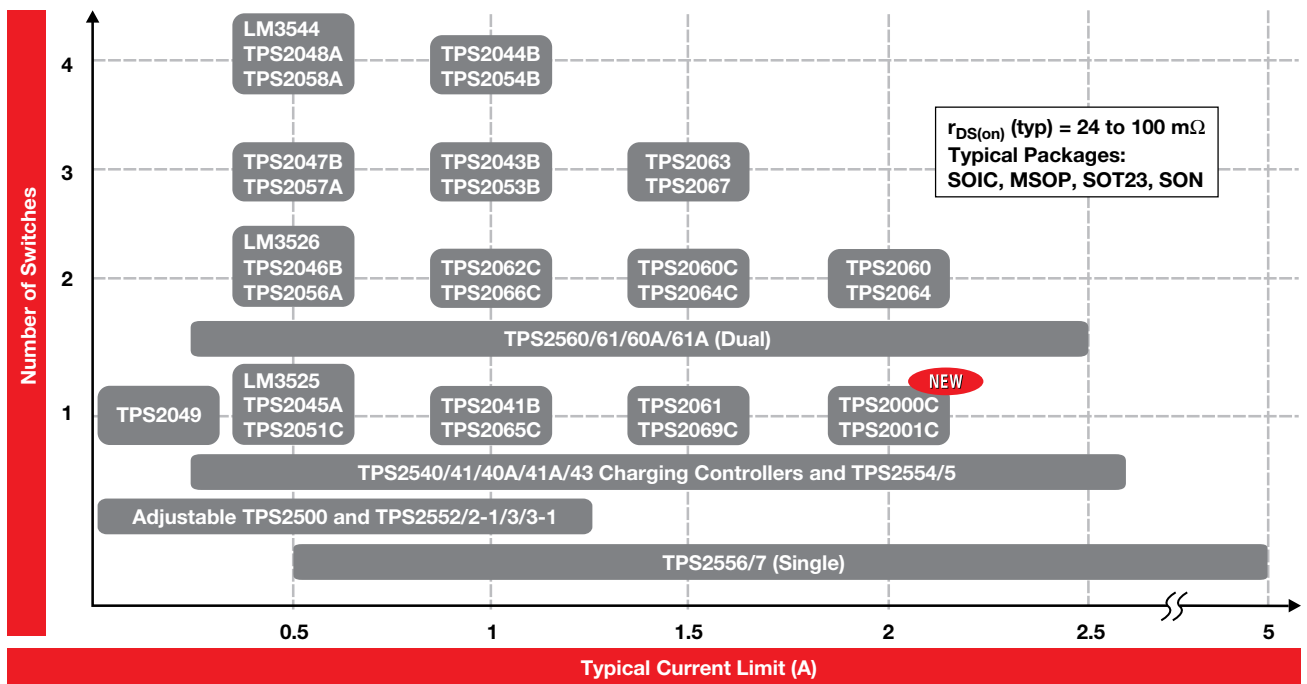 Number of Switches
4
LM3544
TPS2048A
TPS2058A
TPS2044B
TPS2054B
rDS(on) (typ) = 24 to 100 mΩ
Typical Packages:
SOIC, MSOP, SOT23, SON
3
TPS2047B
TPS2057A
TPS2043B
TPS2053B
TPS2063
TPS2067
2
LM3526
TPS2046B
TPS2056A
TPS2062C
TPS2066C
TPS2060C
TPS2064C
TPS2060
TPS2064
TPS2560/61/60A/61A (Dual)
1
TPS2049
LM3525
TPS2045A
TPS2051C
TPS2041B
TPS2065C
TPS2061
TPS2069C
NEW
TPS2000C
TPS2001C
TPS2540/41/40A/41A/43 Charging Controllers and TPS2554/5
Adjustable TPS2500 and TPS2552/2-1/3/3-1
TPS2556/7 (Single)
0.5
1
1.5
2
2.5
5
Typical Current Limit (A)